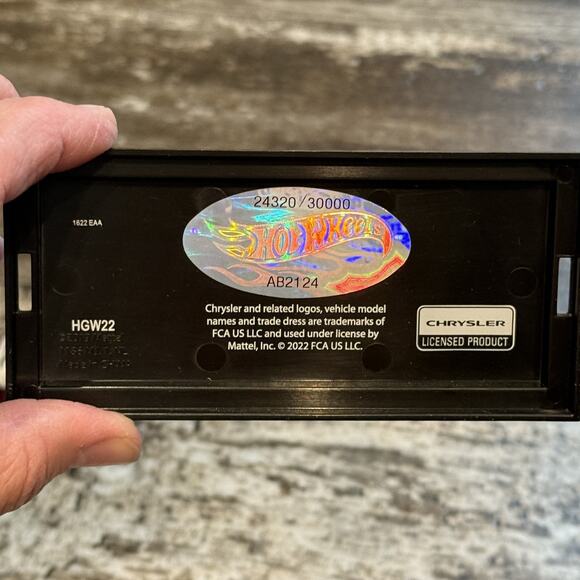 24320/30000
1622 EAA
HOT WHEELS
AB2124
Chrysler and related logos, vehicle model
names and trade dress are trademarks of
FCA US LLC and used under license by
Mattel, Inc. © 2022 FCA US LLC.
HGW22
CHRYSLER
LICENSED PRODUCT